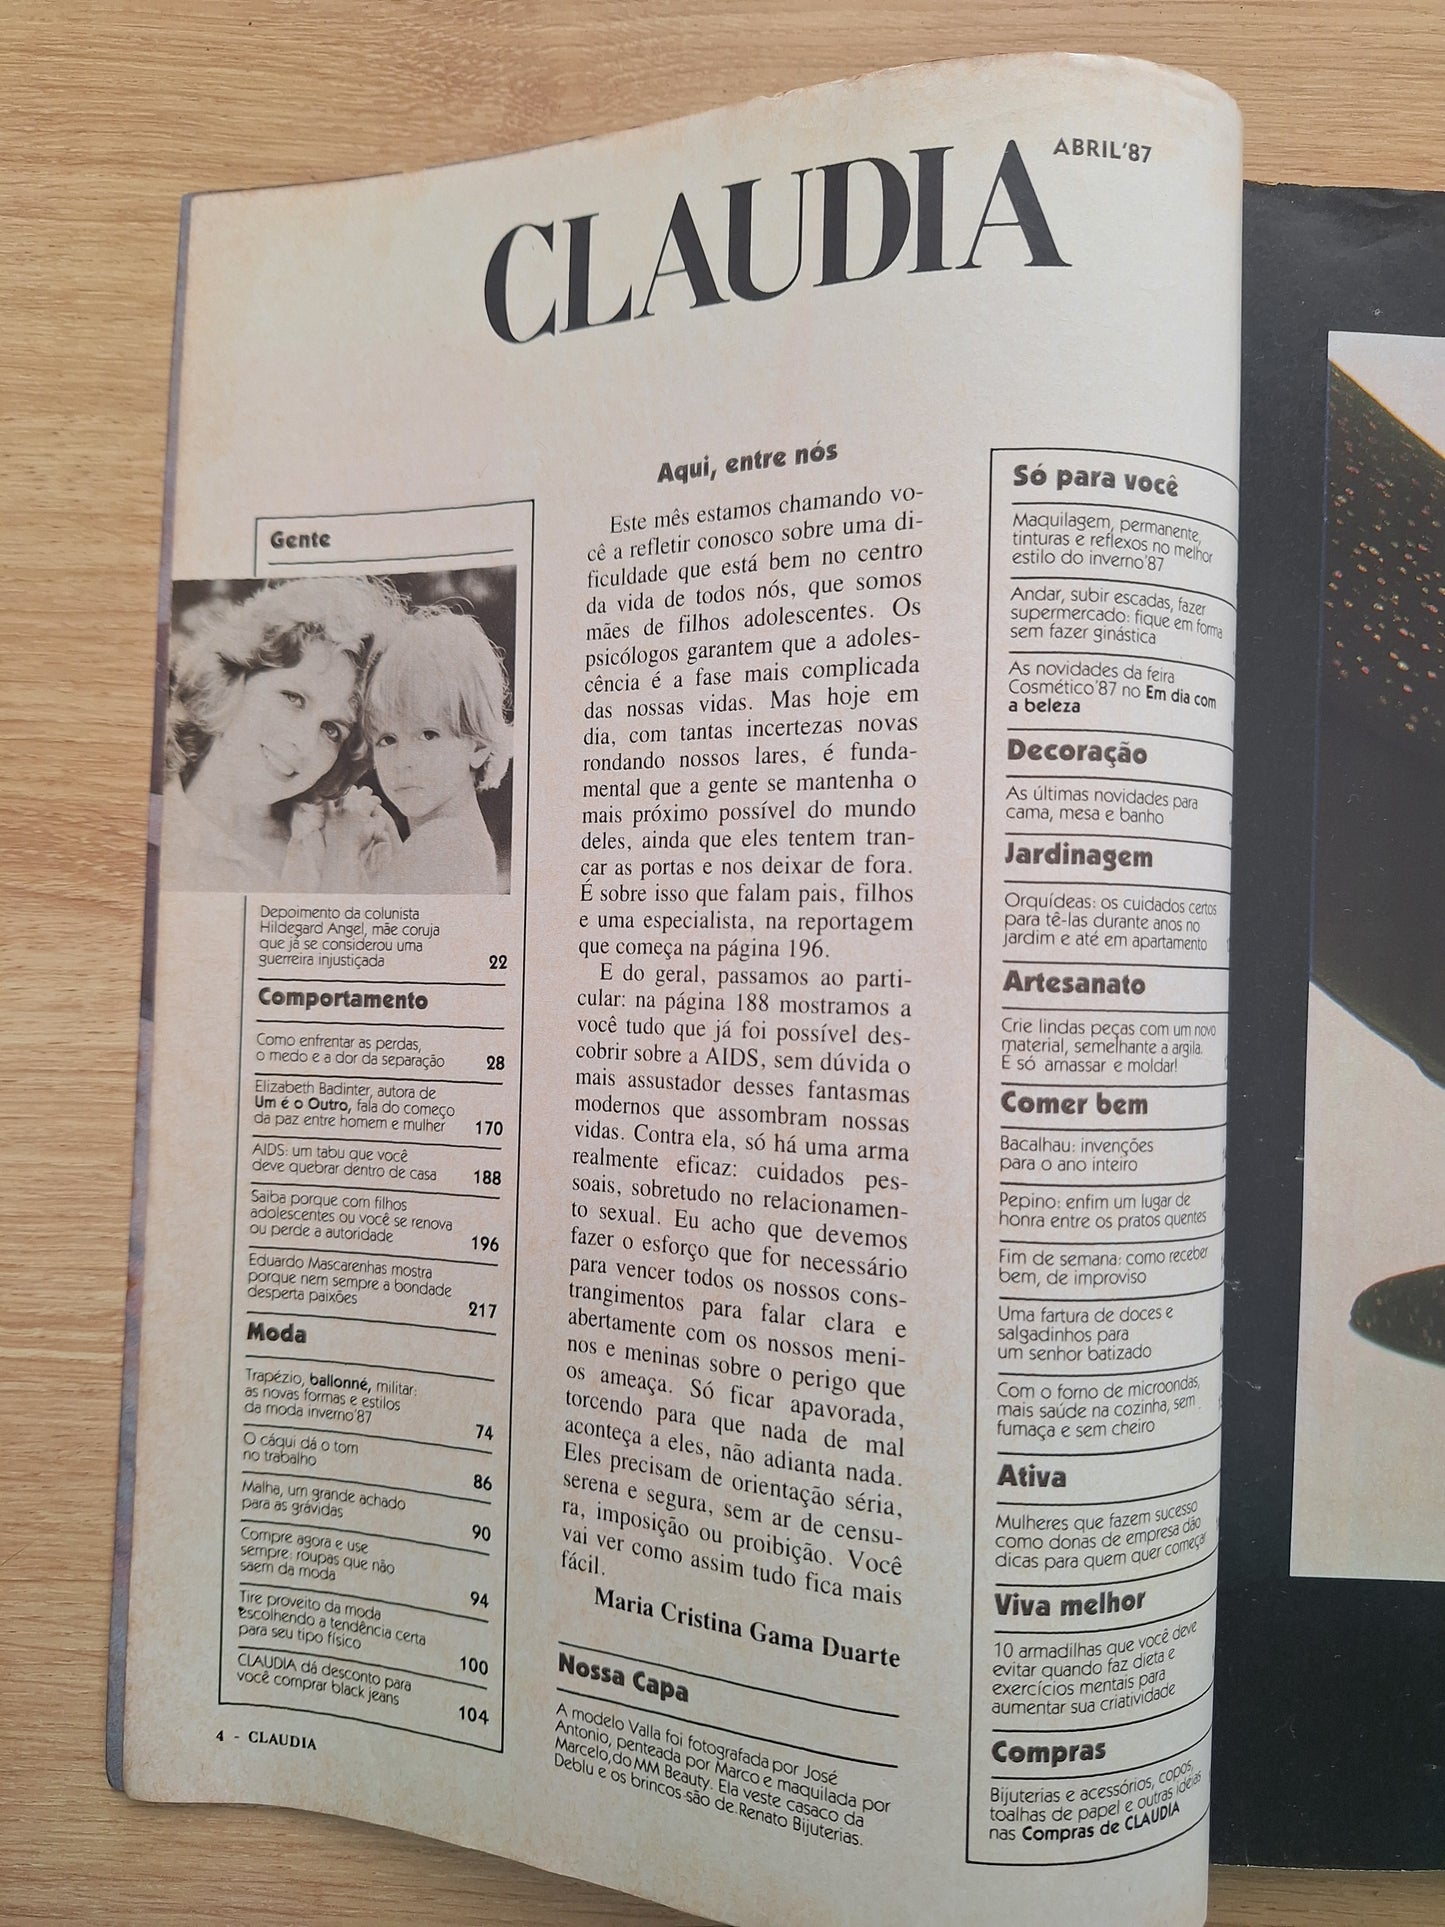 CLAUDIA
ABRIL'87
Gente
Depoimento da colunista
Hildegard Angel, mãe coruja
que já se considerou uma
guerreira injustiçada 22
Comportamento
Como enfrentar as perdas,
o medo e a dor da separação 28
Elizabeth Badinter, autora de
Um é o Outro, fala do começo
da paz entre homem e mulher 170
AIDS: um tabu que você
deve quebrar dentro de casa 188
Saiba porque com filhos
adolescentes ou você se renova
ou perde a autoridade 196
Eduardo Mascarenhas mostra
porque nem sempre a bondade
desperta paixões 217
Moda
Trapézio, ballonné, militar:
as novas formas e estilos
da moda inverno'87 74
O cáqui dá o tom
no trabalho 86
Malha, um grande achado
para as grávidas 90
Compre agora e use
sempre: roupas que não
saem da moda 94
Tire proveito da moda
escolhendo a tendência certa
para seu tipo físico 100
CLAUDIA dá desconto para
você comprar black jeans 104
4 - CLAUDIA
Aqui, entre nós
Este mês estamos chamando vo-
cê a refletir conosco sobre uma di-
ficuldade que está bem no centro
da vida de todos nós, que somos
mães de filhos adolescentes. Os
psicólogos garantem que a adoles-
cência é a fase mais complicada
das nossas vidas. Mas hoje em
dia, com tantas incertezas novas
rondando nossos lares, é funda-
mental que a gente se mantenha o
mais próximo possível do mundo
deles, ainda que eles tentem tran-
car as portas e nos deixar de fora.
É sobre isso que falam pais, filhos
e uma especialista, na reportagem
que começa na página 196.
E do geral, passamos ao parti-
cular: na página 188 mostramos a
você tudo que já foi possível des-
cobrir sobre a AIDS, sem dúvida o
mais assustador desses fantasmas
modernos que assombram nossas
vidas. Contra ela, só há uma arma
realmente eficaz: cuidados pes-
soais, sobretudo no relacionamen-
to sexual. Eu acho que devemos
fazer o esforço que for necessário
para vencer todos os nossos cons-
trangimentos para falar clara e
abertamente com os nossos meni-
nos e meninas sobre o perigo que
os ameaça. Só ficar apavorada,
torcendo para que nada de mal
aconteça a eles, não adianta nada.
Eles precisam de orientação séria,
serena e segura, sem ar de censu-
ra, imposição ou proibição. Você
vai ver como assim tudo fica mais
fácil.
Maria Cristina Gama Duarte
Nossa Capa
A modelo Valla foi fotografada por José
Antonio, penteada por Marco e maquilada por
Marcelo, do MM Beauty. Ela veste casaco da
Deblu e os brincos são de Renato Bijuterias.
Só para você
Maquilagem, permanente,
tinturas e reflexos no melhor
estilo do inverno'87
Andar, subir escadas, fazer
supermercado: fique em forma
sem fazer ginástica
As novidades da feira
Cosmético'87 no Em dia com
a beleza
Decoração
As últimas novidades para
cama, mesa e banho
Jardinagem
Orquídeas: os cuidados certos
para tê-las durante anos no
jardim e até em apartamento
Artesanato
Crie lindas peças com um novo
material, semelhante a argila.
E só amassar e moldar!
Comer bem
Bacalhau: invenções
para o ano inteiro
Pepino: enfim um lugar de
honra entre os pratos quentes
Fim de semana: como receber
bem, de improviso
Uma fartura de doces e
salgadinhos para
um senhor batizado
Com o forno de microondas,
mais saúde na cozinha, sem
fumaça e sem cheiro
Ativa
Mulheres que fazem sucesso
como donas de empresa dão
dicas para quem quer começar
Viva melhor
10 armadilhas que você deve
evitar quando faz dieta e
exercícios mentais para
aumentar sua criatividade
Compras
Bijuterias e acessórios, copos,
toalhas de papel e outras idéias
nas Compras de CLAUDIA